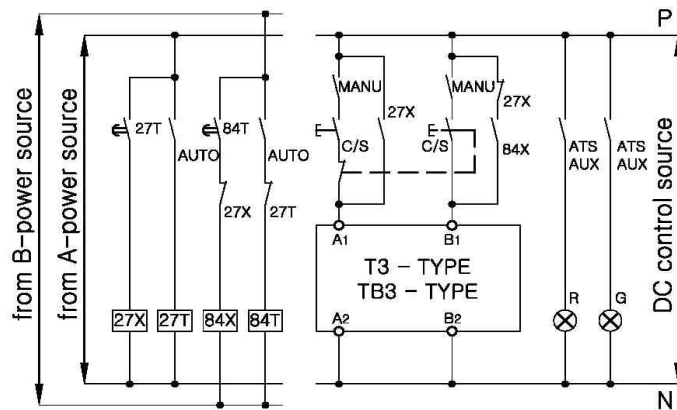 P
from B-power source
from A-power source
27T
AUTO
84T
AUTO
27X
27T
MANU
27X
C/S
MANU
27X
C/S
84X
ATS
AUX
ATS
AUX
DC control source
A1
B1
T3 - TYPE
TB3 - TYPE
27X
27T
84X
84T
A2
B2
R
G
N